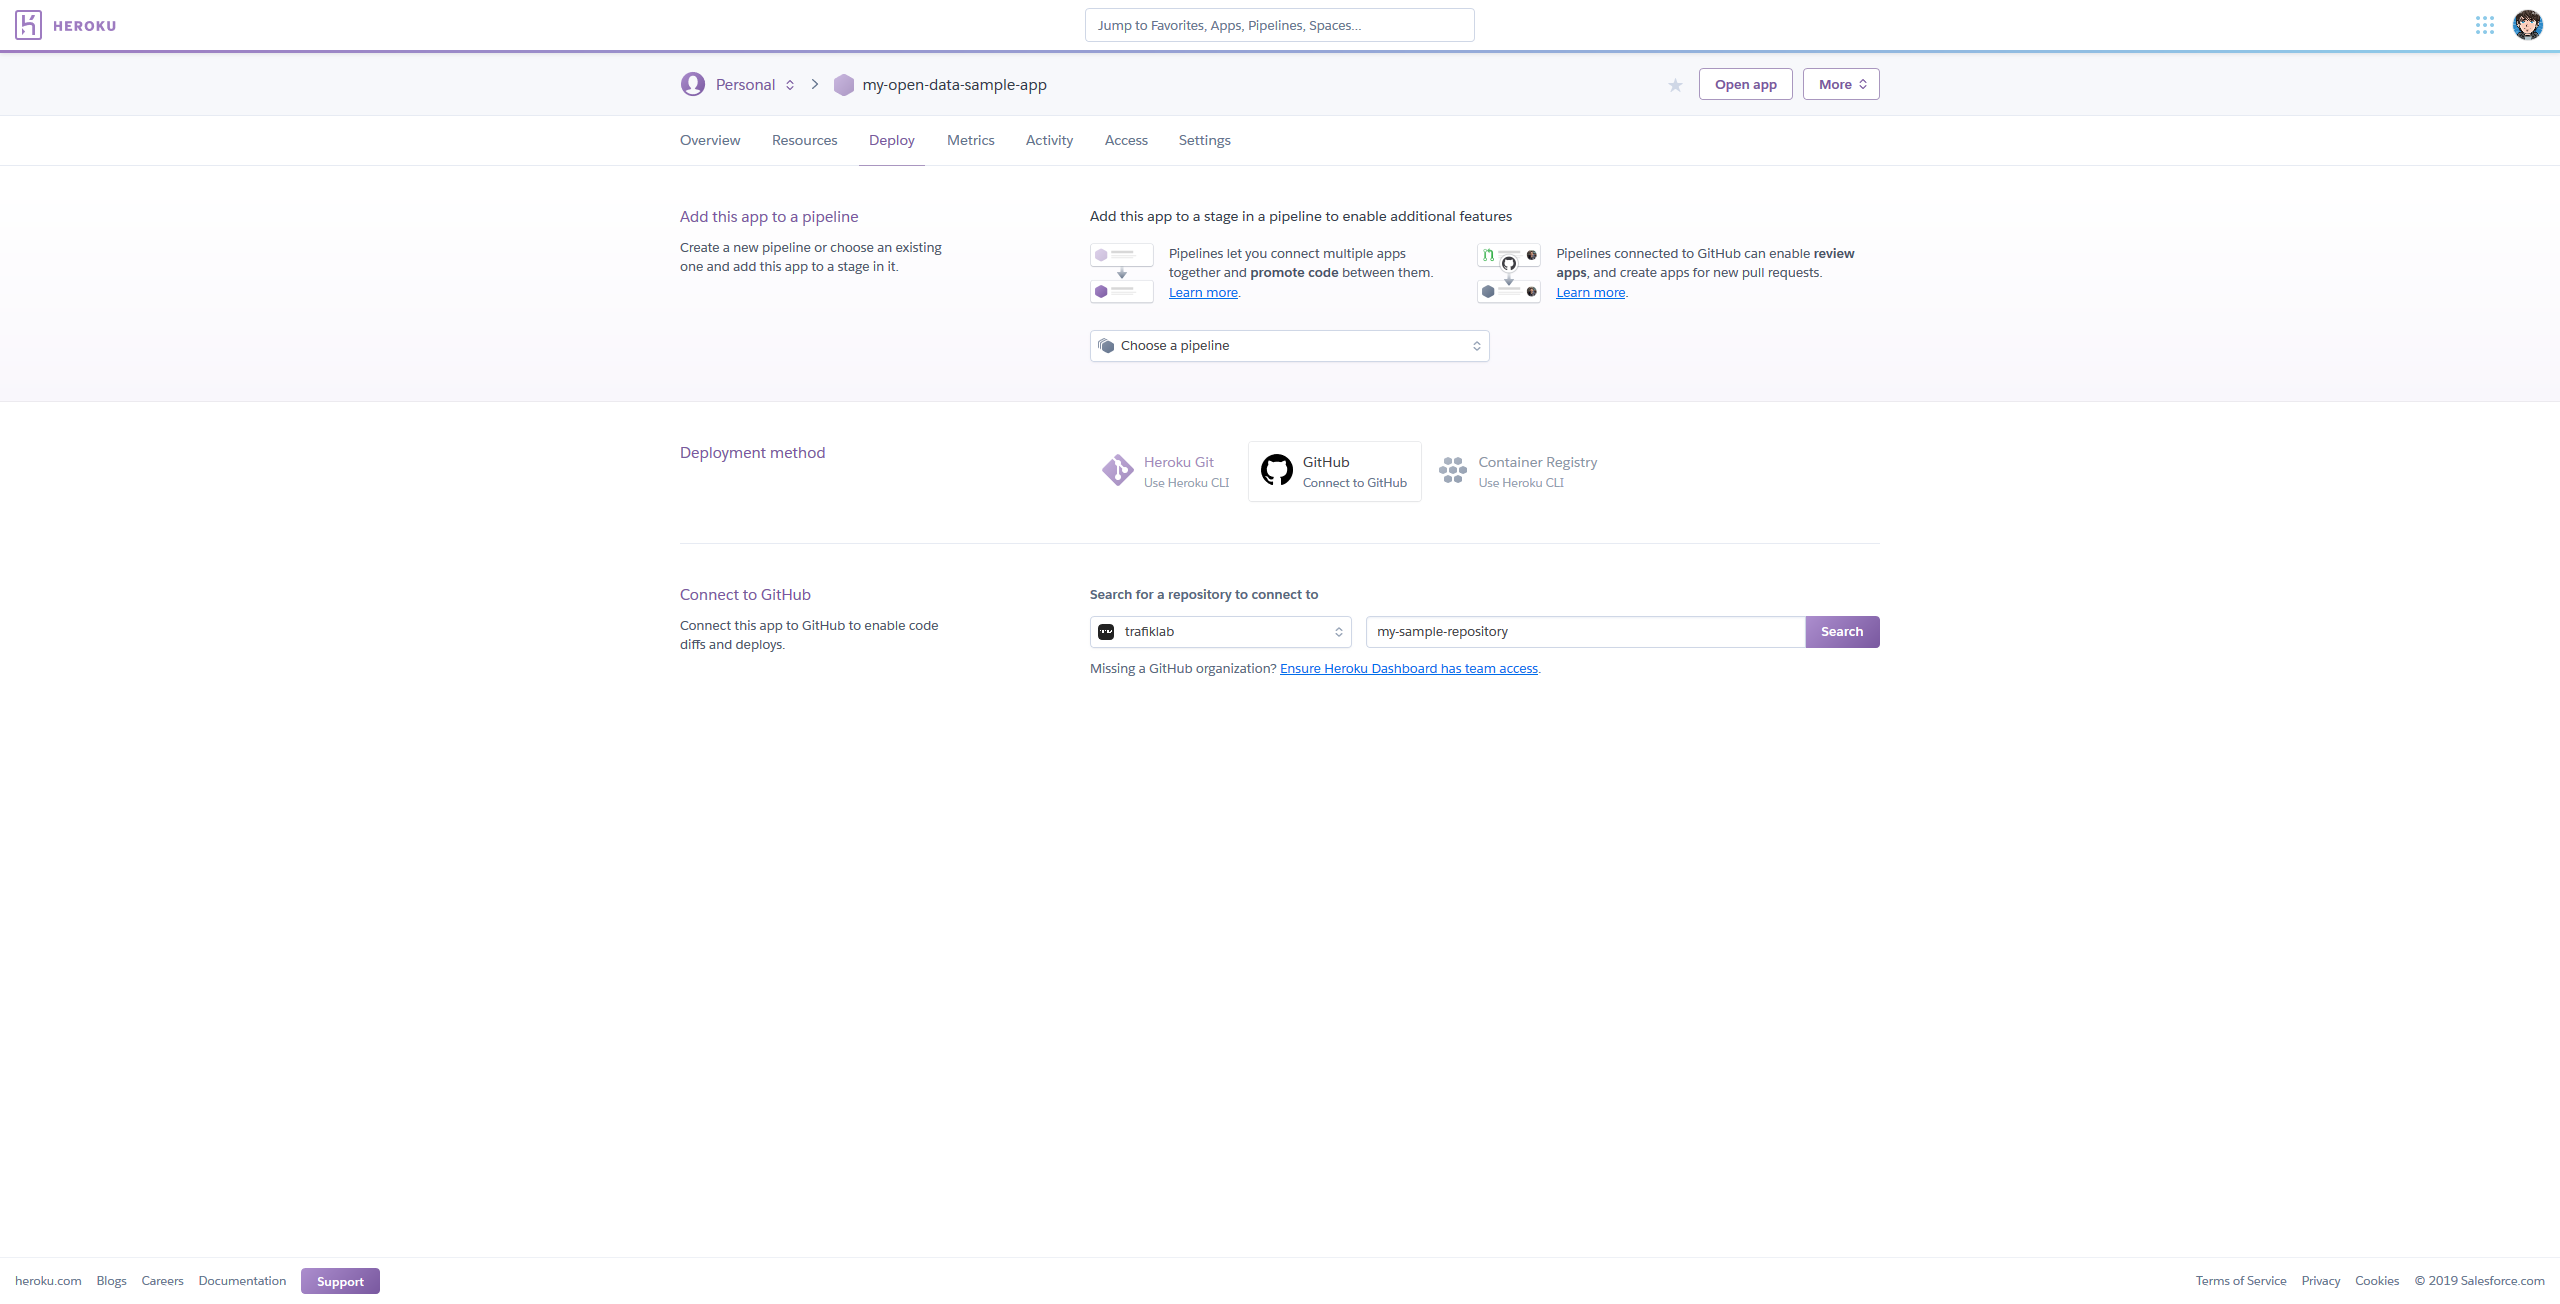 HEROKU
Jump to Favorites, Apps, Pipelines, Spaces...
Personal
my-open-data-sample-app
Open app
More
Overview
Resources
Deploy
Metrics
Activity
Access
Settings
Add this app to a pipeline
Create a new pipeline or choose an existing
one and add this app to a stage in it.
Add this app to a stage in a pipeline to enable additional features
Pipelines let you connect multiple apps
together and promote code between them.
Learn more.
Pipelines connected to GitHub can enable review
apps, and create apps for new pull requests.
Learn more.
Choose a pipeline
Deployment method
Heroku Git
Use Heroku CLI
GitHub
Connect to GitHub
Container Registry
Use Heroku CLI
Connect to GitHub
Connect this app to GitHub to enable code
diffs and deploys.
Search for a repository to connect to
trafiklab
my-sample-repository
Search
Missing a GitHub organization? Ensure Heroku Dashboard has team access.
heroku.com
Blogs
Careers
Documentation
Support
Terms of Service
Privacy
Cookies
© 2019 Salesforce.com